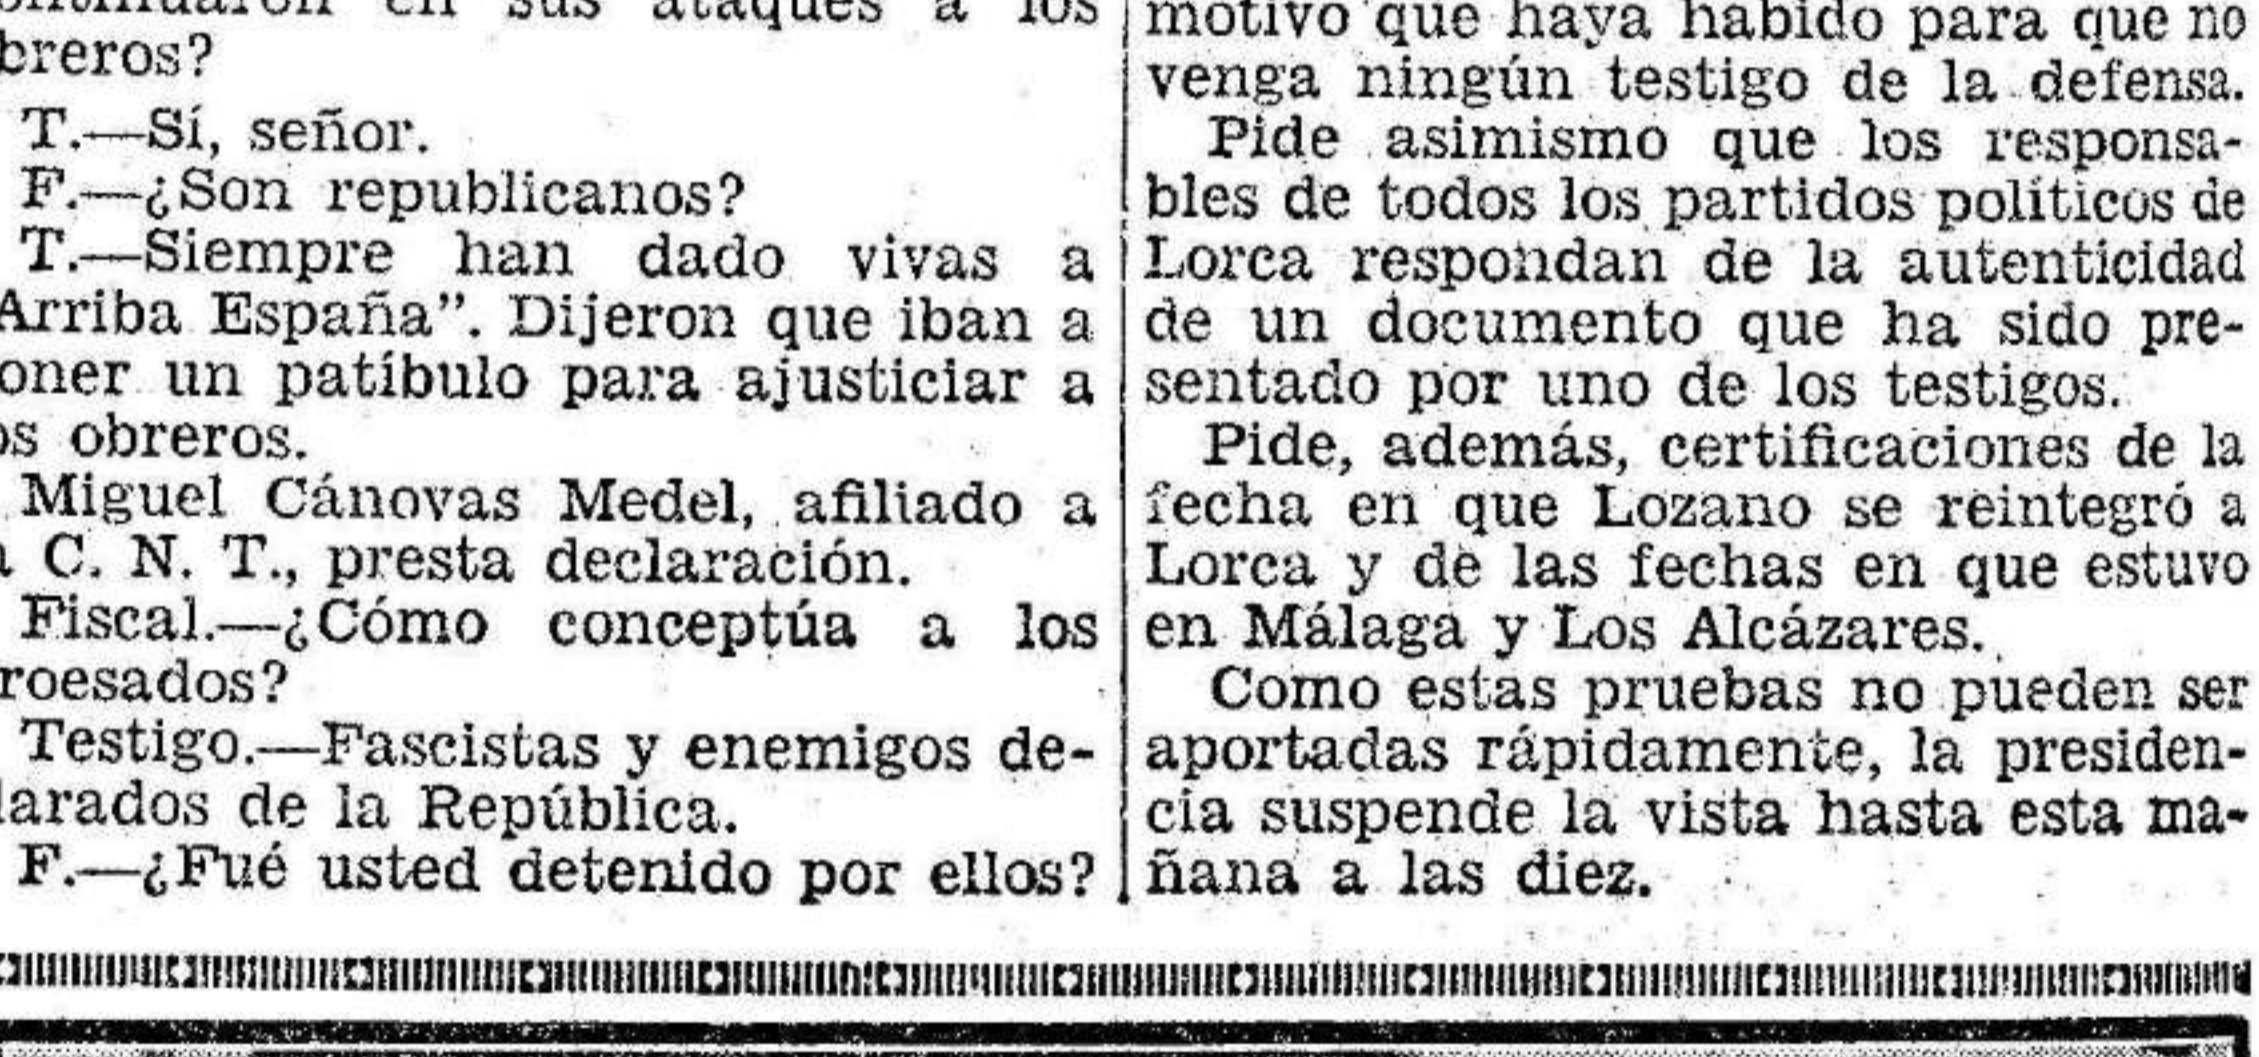 continuaron en sus ataques a los
breros?
T.—Sí, señor.
F.—¿Son republicanos?
T.—Siempre han dado vivas a
Arriba España”. Dijeron que iban a
oner un patíbulo para ajusticiar a
os obreros.
Miguel Cánovas Medel, afiliado a
a C. N. T., presta declaración.
Fiscal.—¿Cómo conceptúa a los
roesados?
Testigo.—Fascistas y enemigos de-
larados de la República.
F.—¿Fué usted detenido por ellos?
motivo que haya habido para que no
venga ningún testigo de la defensa.
Pide asimismo que los responsa-
bles de todos los partidos políticos de
Lorca respondan de la autenticidad
de un documento que ha sido pre-
sentado por uno de los testigos.
Pide, además, certificaciones de la
fecha en que Lozano se reintegró a
Lorca y de las fechas en que estuvo
en Málaga y Los Alcázares.
Como estas pruebas no pueden ser
aportadas rápidamente, la presiden-
cia suspende la vista hasta esta ma-
ñana a las diez.